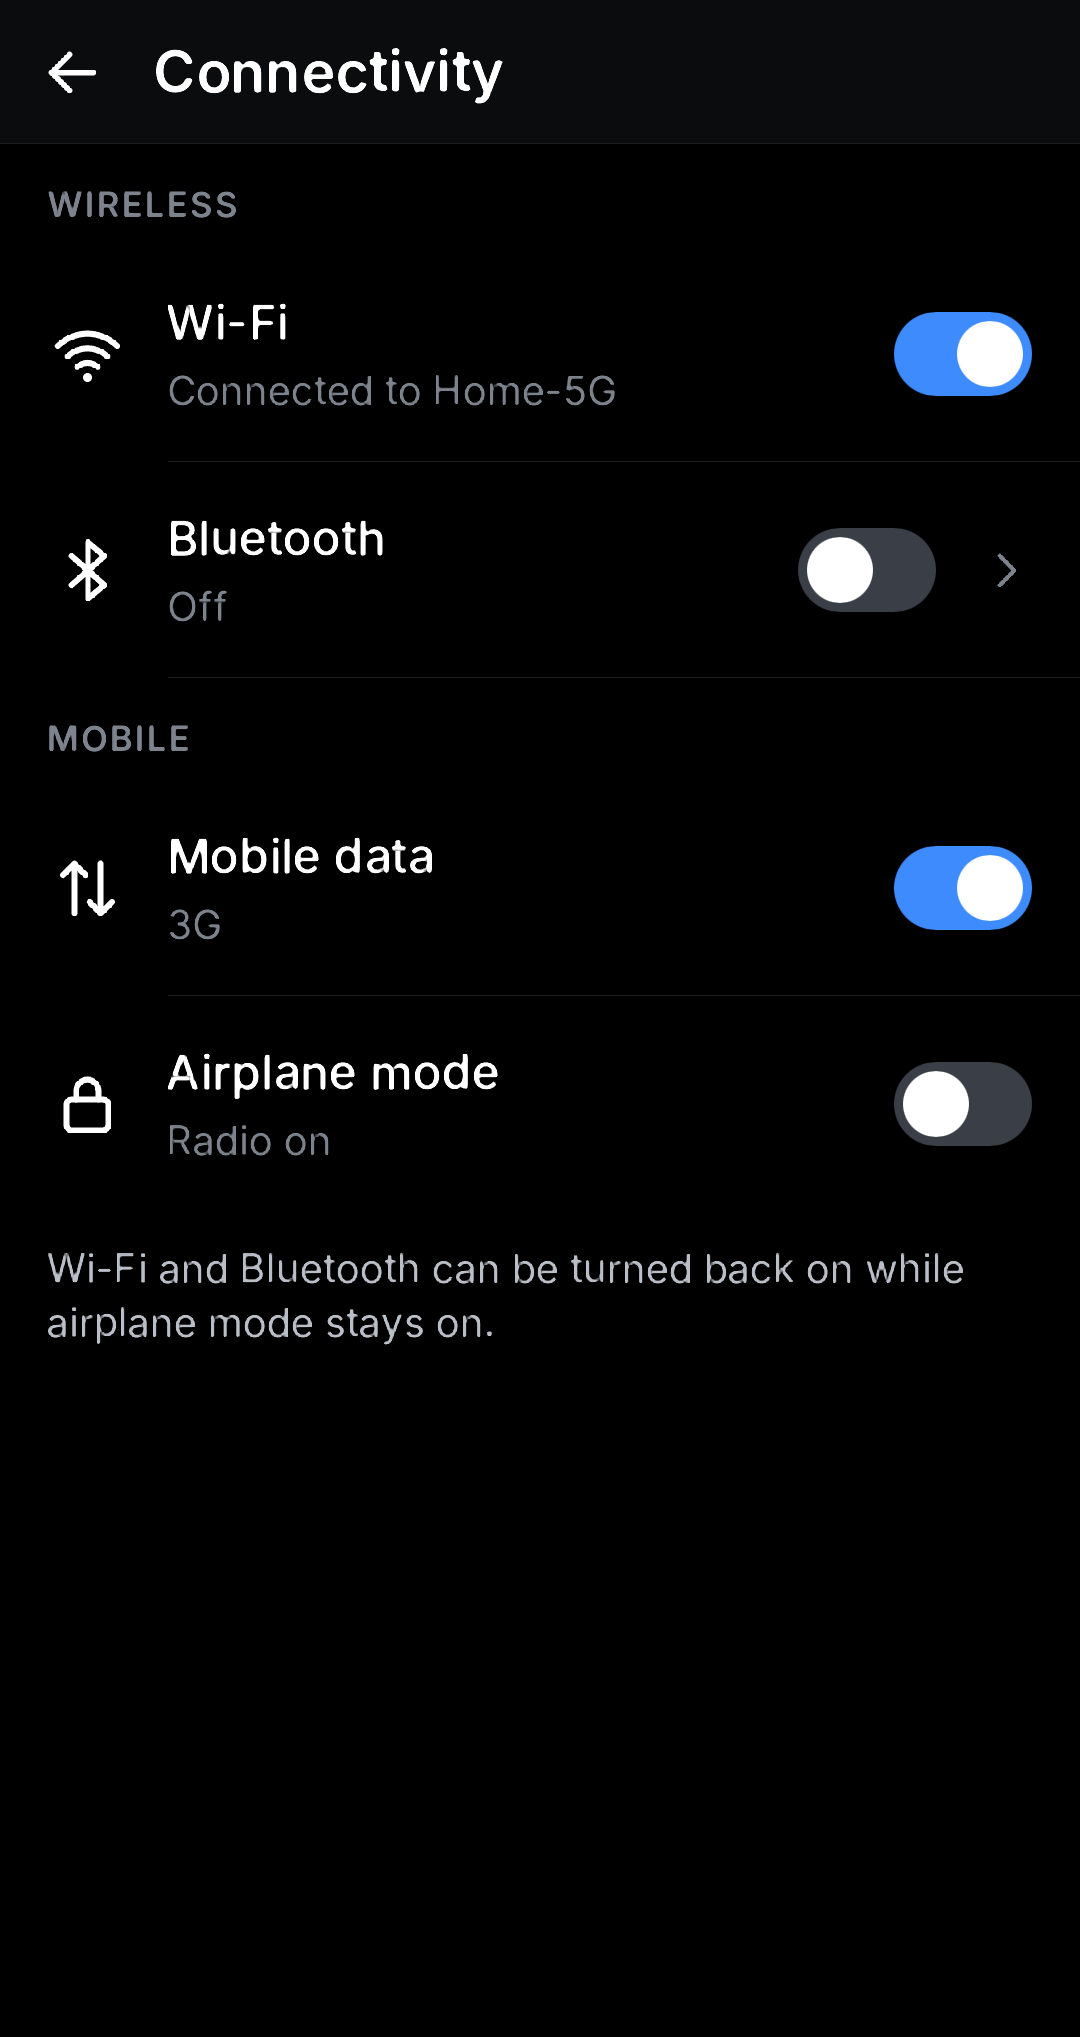 Connectivity
WIRELESS
Wi-Fi
Connected to Home-5G
Bluetooth
Off
MOBILE
Mobile data
3G
Airplane mode
Radio on
Wi-Fi and Bluetooth can be turned back on while
airplane mode stays on.